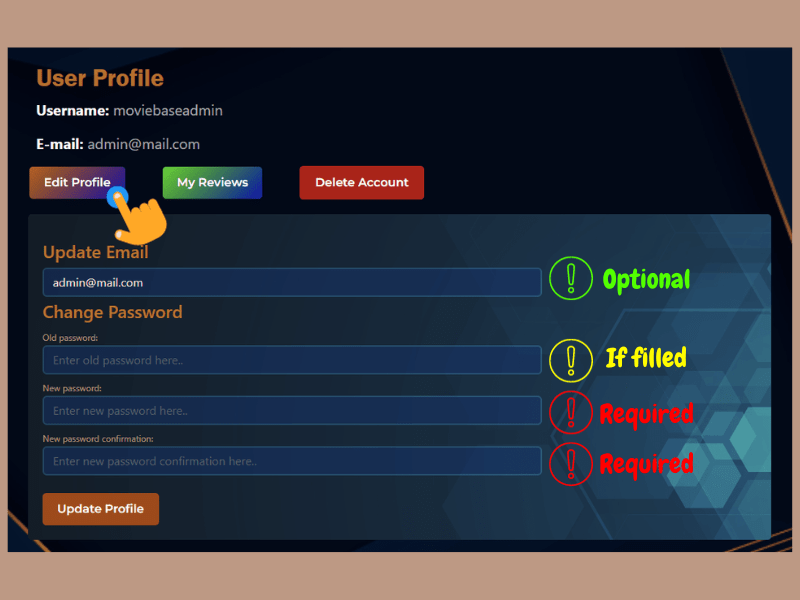 User Profile
Username: moviebaseadmin
E-mail: admin@mail.com
Edit Profile My Reviews Delete Account
Update Email
admin@mail.com ! Optional
Change Password
Old password:
Enter old password here.. ! If filled
New password:
Enter new password here.. ! Required
New password confirmation:
Enter new password confirmation here.. ! Required
Update Profile